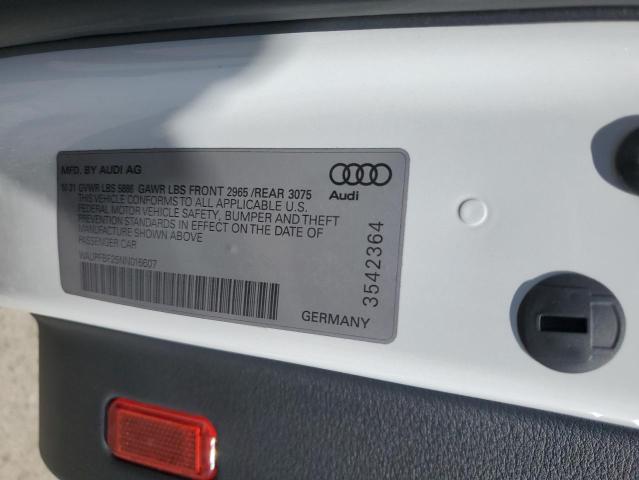 MFD. BY AUDI AG
10-21 GVWR LBS 5886 GAWR LBS FRONT 2965 /REAR 3075
THIS VEHICLE CONFORMS TO ALL APPLICABLE U.S.
FEDERAL MOTOR VEHICLE SAFETY, BUMPER AND THEFT
PREVENTION STANDARDS IN EFFECT ON THE DATE OF
MANUFACTURE SHOWN ABOVE
PASSENGER CAR
WAUPFBF25NN016607
Audi
3542364
GERMANY